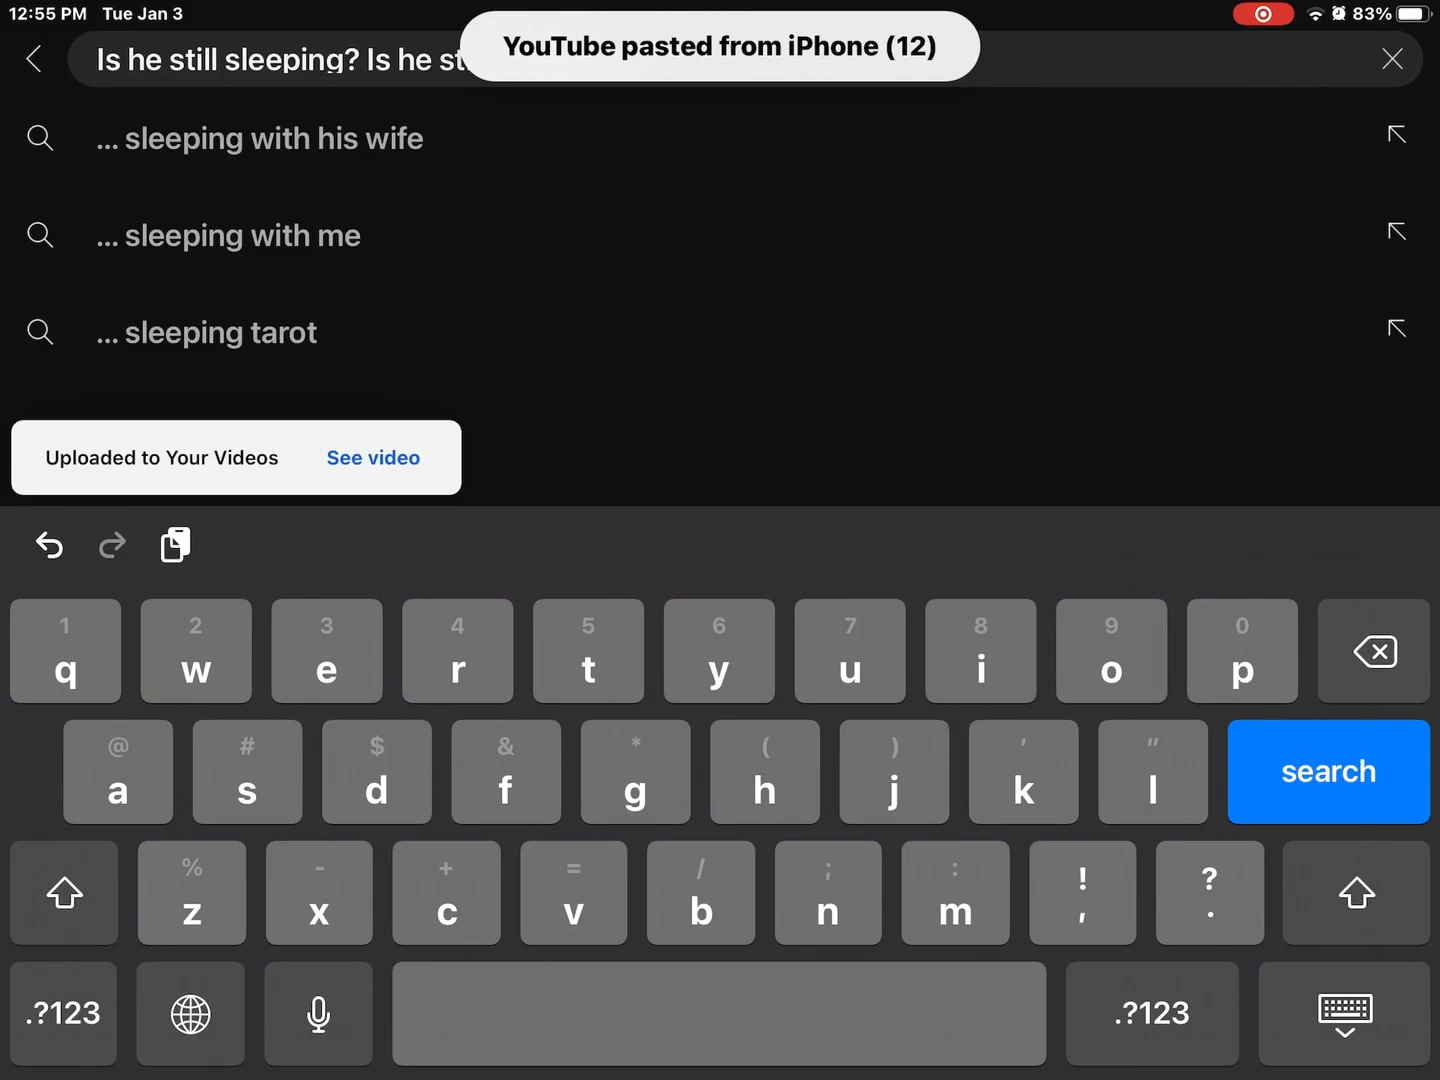 12:55 PM Tue Jan 3
83%
YouTube pasted from iPhone (12)
Is he still sleeping? Is he
... sleeping with his wife
... sleeping with me
... sleeping tarot
Uploaded to Your Videos See video
1 2 3 4 5 6 7 8 9 0
q w e r t y u i o p
@ # $ & * ( ) ' "
a s d f g h j k l search
% - + = / ; : ! ?
z x c v b n m , .
.?123 .?123